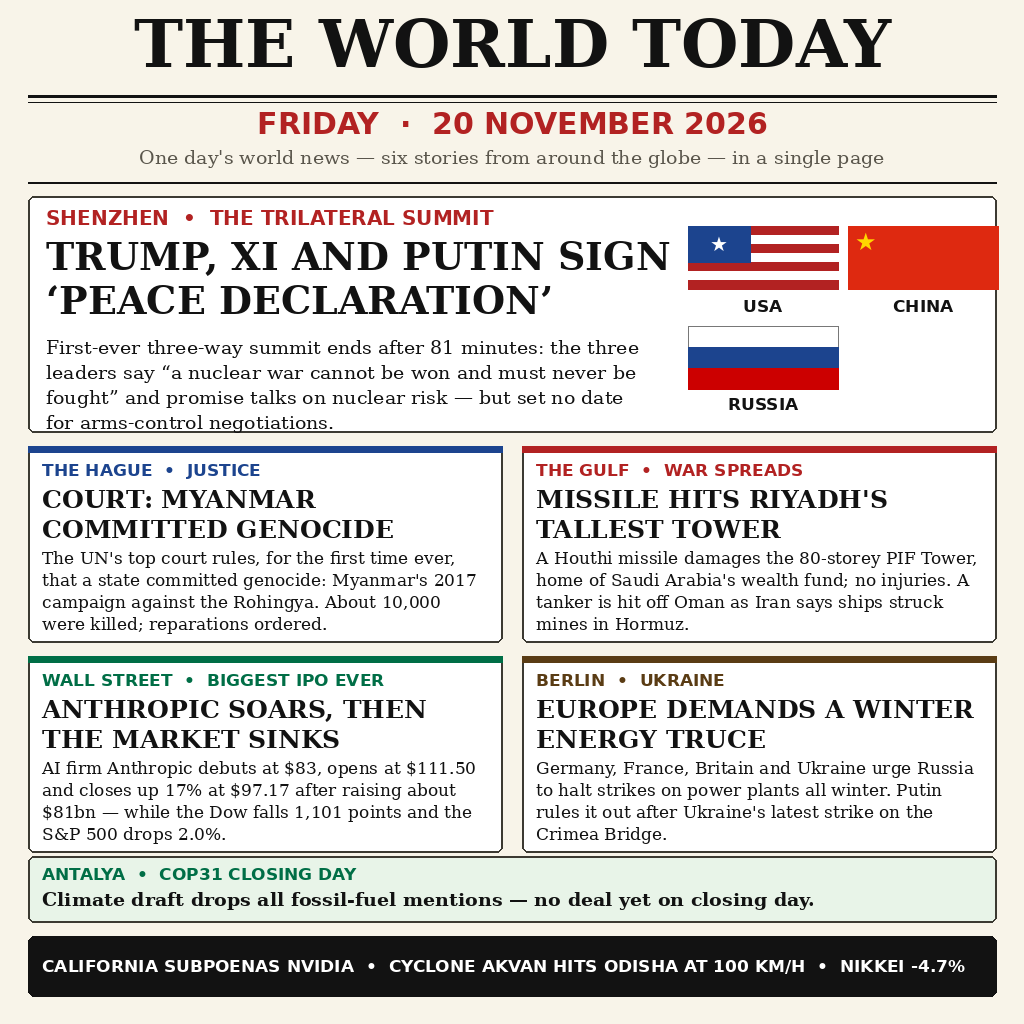 THE WORLD TODAY
FRIDAY · 20 NOVEMBER 2026
One day's world news — six stories from around the globe — in a single page
SHENZHEN • THE TRILATERAL SUMMIT
TRUMP, XI AND PUTIN SIGN
‘PEACE DECLARATION’
First-ever three-way summit ends after 81 minutes: the three
leaders say “a nuclear war cannot be won and must never be
fought” and promise talks on nuclear risk — but set no date
for arms-control negotiations.
USA
CHINA
RUSSIA
THE HAGUE • JUSTICE
COURT: MYANMAR
COMMITTED GENOCIDE
The UN's top court rules, for the first time ever,
that a state committed genocide: Myanmar's 2017
campaign against the Rohingya. About 10,000
were killed; reparations ordered.
THE GULF • WAR SPREADS
MISSILE HITS RIYADH'S
TALLEST TOWER
A Houthi missile damages the 80-storey PIF Tower,
home of Saudi Arabia's wealth fund; no injuries. A
tanker is hit off Oman as Iran says ships struck
mines in Hormuz.
WALL STREET • BIGGEST IPO EVER
ANTHROPIC SOARS, THEN
THE MARKET SINKS
AI firm Anthropic debuts at $83, opens at $111.50
and closes up 17% at $97.17 after raising about
$81bn — while the Dow falls 1,101 points and the
S&P 500 drops 2.0%.
BERLIN • UKRAINE
EUROPE DEMANDS A WINTER
ENERGY TRUCE
Germany, France, Britain and Ukraine urge Russia
to halt strikes on power plants all winter. Putin
rules it out after Ukraine's latest strike on the
Crimea Bridge.
ANTALYA • COP31 CLOSING DAY
Climate draft drops all fossil-fuel mentions — no deal yet on closing day.
CALIFORNIA SUBPOENAS NVIDIA • CYCLONE AKVAN HITS ODISHA AT 100 KM/H • NIKKEI -4.7%